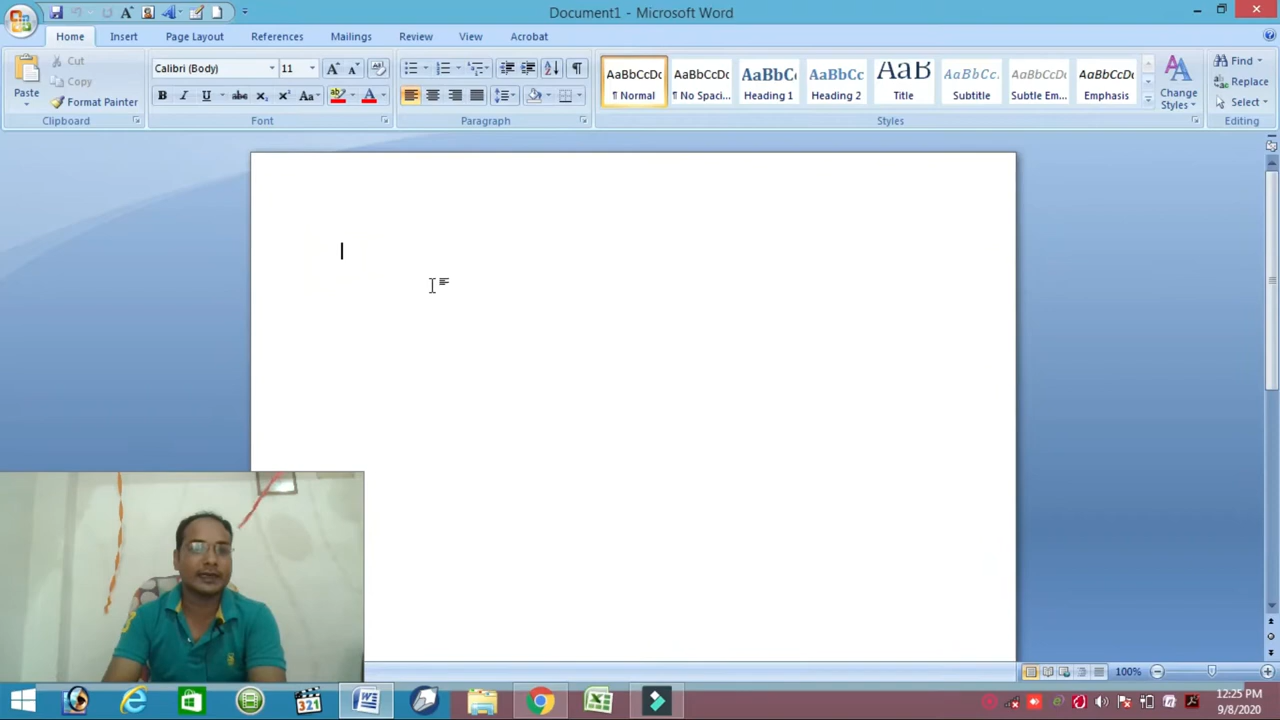 Document1 - Microsoft Word
Home Insert Page Layout References Mailings Review View Acrobat
Paste
Cut
Copy
Format Painter
Clipboard
Calibri (Body) 11
Font
Paragraph
AaBbCcDc AaBbCcDc AaBbC AaBbCc AaB AaBbCc. AaBbCcDc AaBbCcDc
¶ Normal ¶ No Spaci... Heading 1 Heading 2 Title Subtitle Subtle Em... Emphasis
Change Styles
Styles
Find
Replace
Select
Editing
100%
321
12:25 PM
9/8/2020